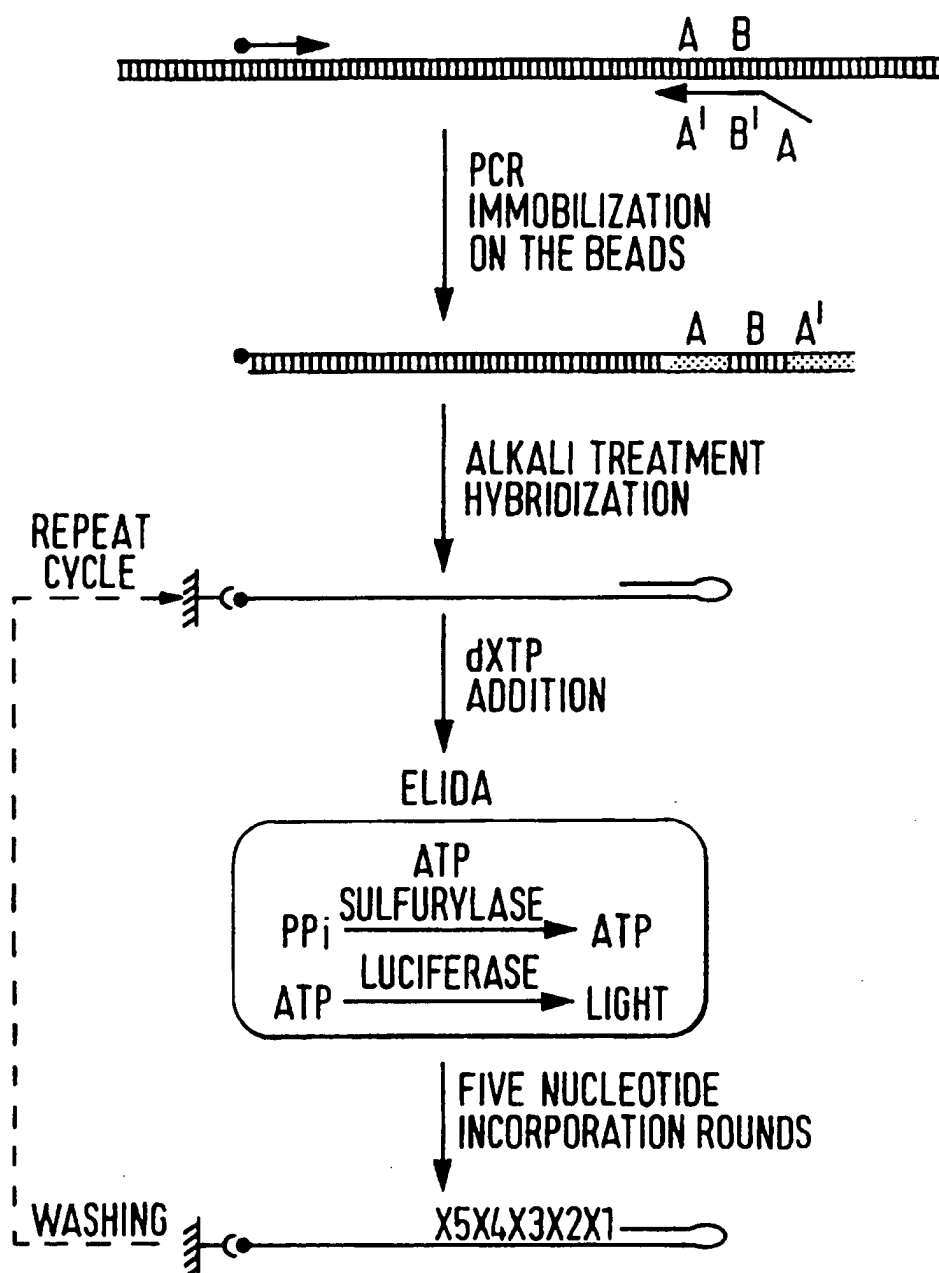 A B
A' B' A
PCR
IMMOBILIZATION
ON THE BEADS
A B A'
ALKALI TREATMENT
HYBRIDIZATION
REPEAT
CYCLE
dXTP
ADDITION
ELIDA
ATP
SULFURYLASE
PPi ATP
LUCIFERASE
ATP LIGHT
FIVE NUCLEOTIDE
INCORPORATION ROUNDS
X5X4X3X2X1
WASHING